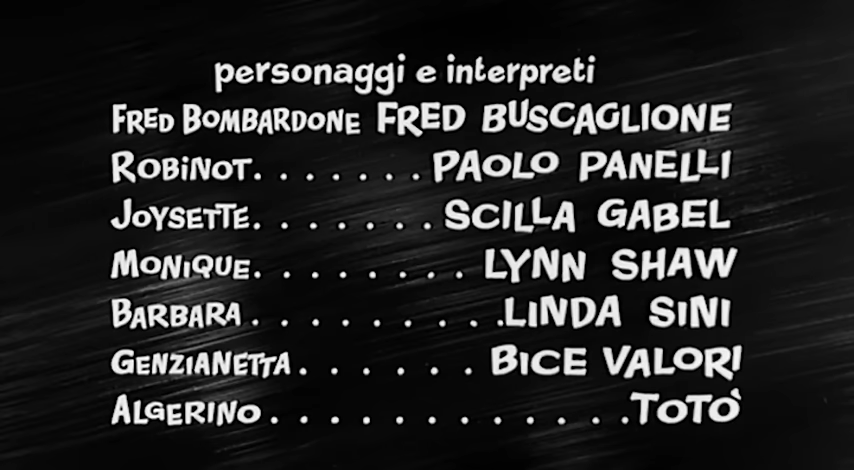 personaggi e interpreti
FRED BOMBARDONE FRED BUSCAGLIONE
ROBiNOT. . . . . . . PAOLO PANELLI
JOYSETTE. . . . . . . SCILLA GABEL
MONIQUE. . . . . . . . LYNN SHAW
BARBARA . . . . . . . . . .LINDA SiNI
GENZIANETTA . . . . . . BICE VALORI
ALGERINO . . . . . . . . . . . . .TOTÒ